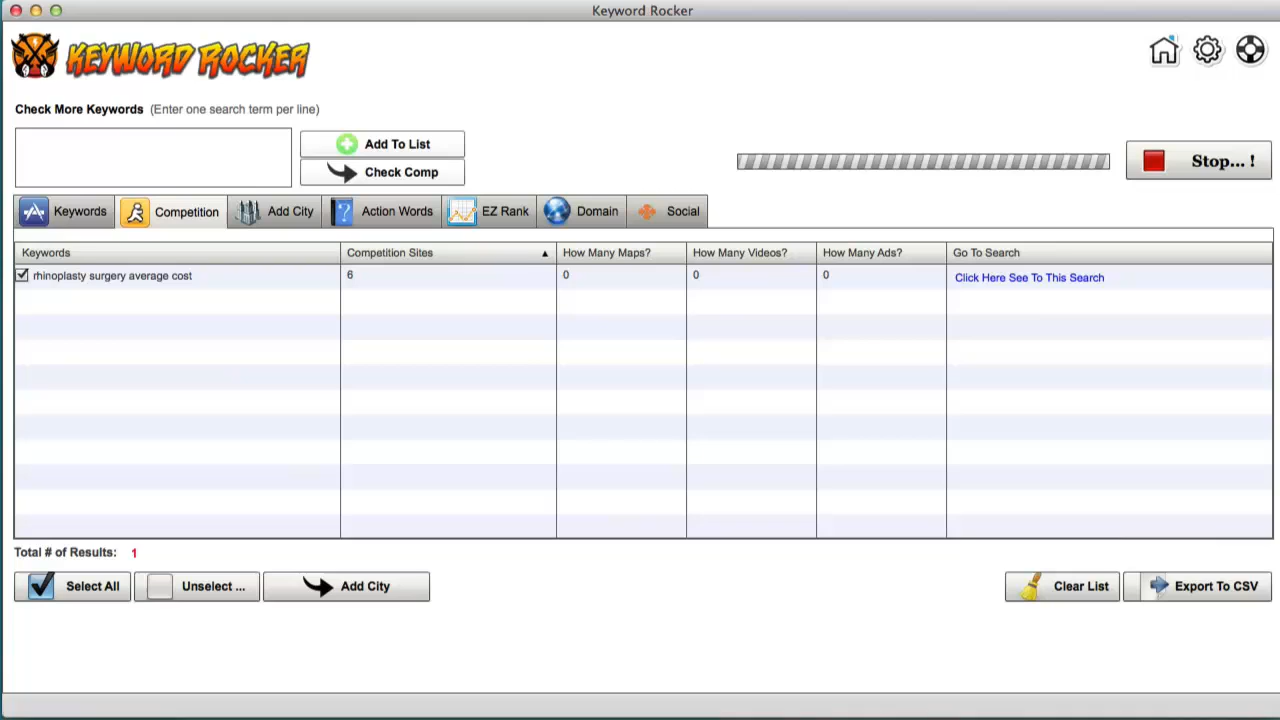 Keyword Rocker
KEYWORD ROCKER
Check More Keywords (Enter one search term per line)
Add To List
Check Comp
Stop... !
Keywords Competition Add City Action Words EZ Rank Domain Social
Keywords Competition Sites How Many Maps? How Many Videos? How Many Ads? Go To Search
rhinoplasty surgery average cost 6 0 0 0 Click Here See To This Search
Total # of Results: 1
Select All Unselect ... Add City Clear List Export To CSV